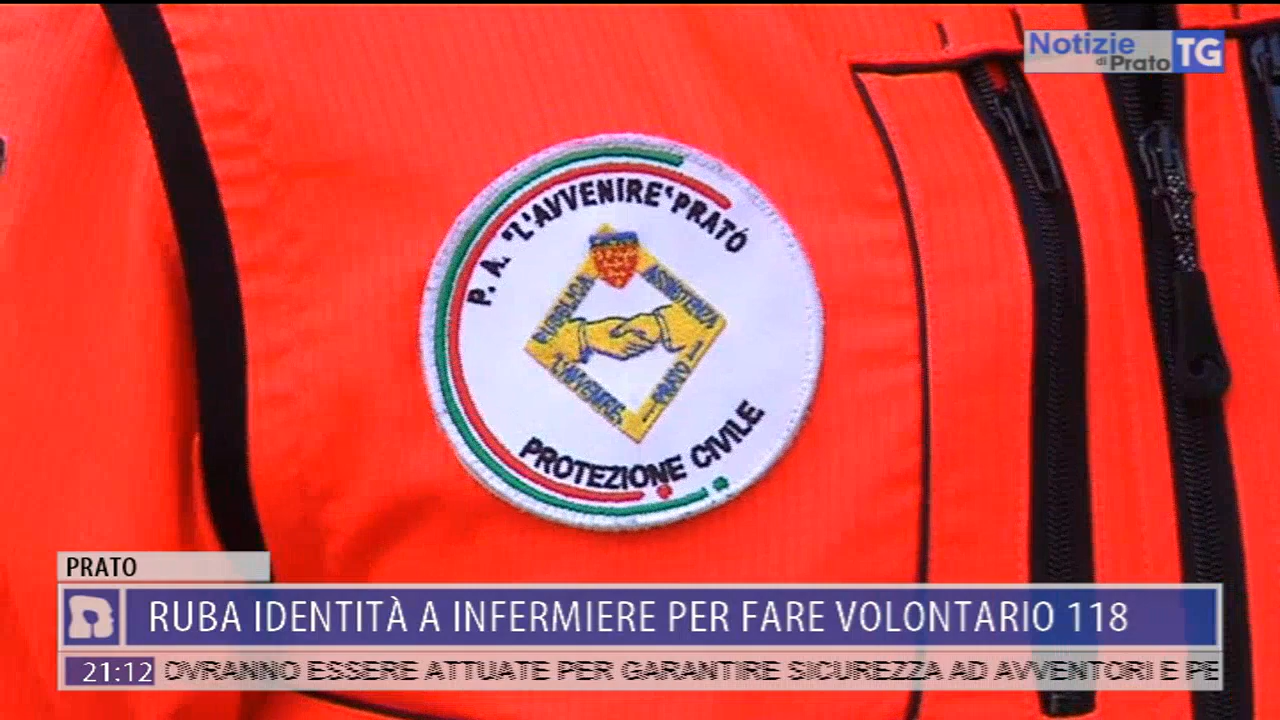 Notizie
di Prato TG
P. A. "L'AVVENIRE" PRATO
PUBBLICA ASSISTENZA
L'AVVENIRE PRATO
PROTEZIONE CIVILE
PRATO
RUBA IDENTITÀ A INFERMIERE PER FARE VOLONTARIO 118
21:12 OVRANNO ESSERE ATTUATE PER GARANTIRE SICUREZZA AD AVVENTORI E PE